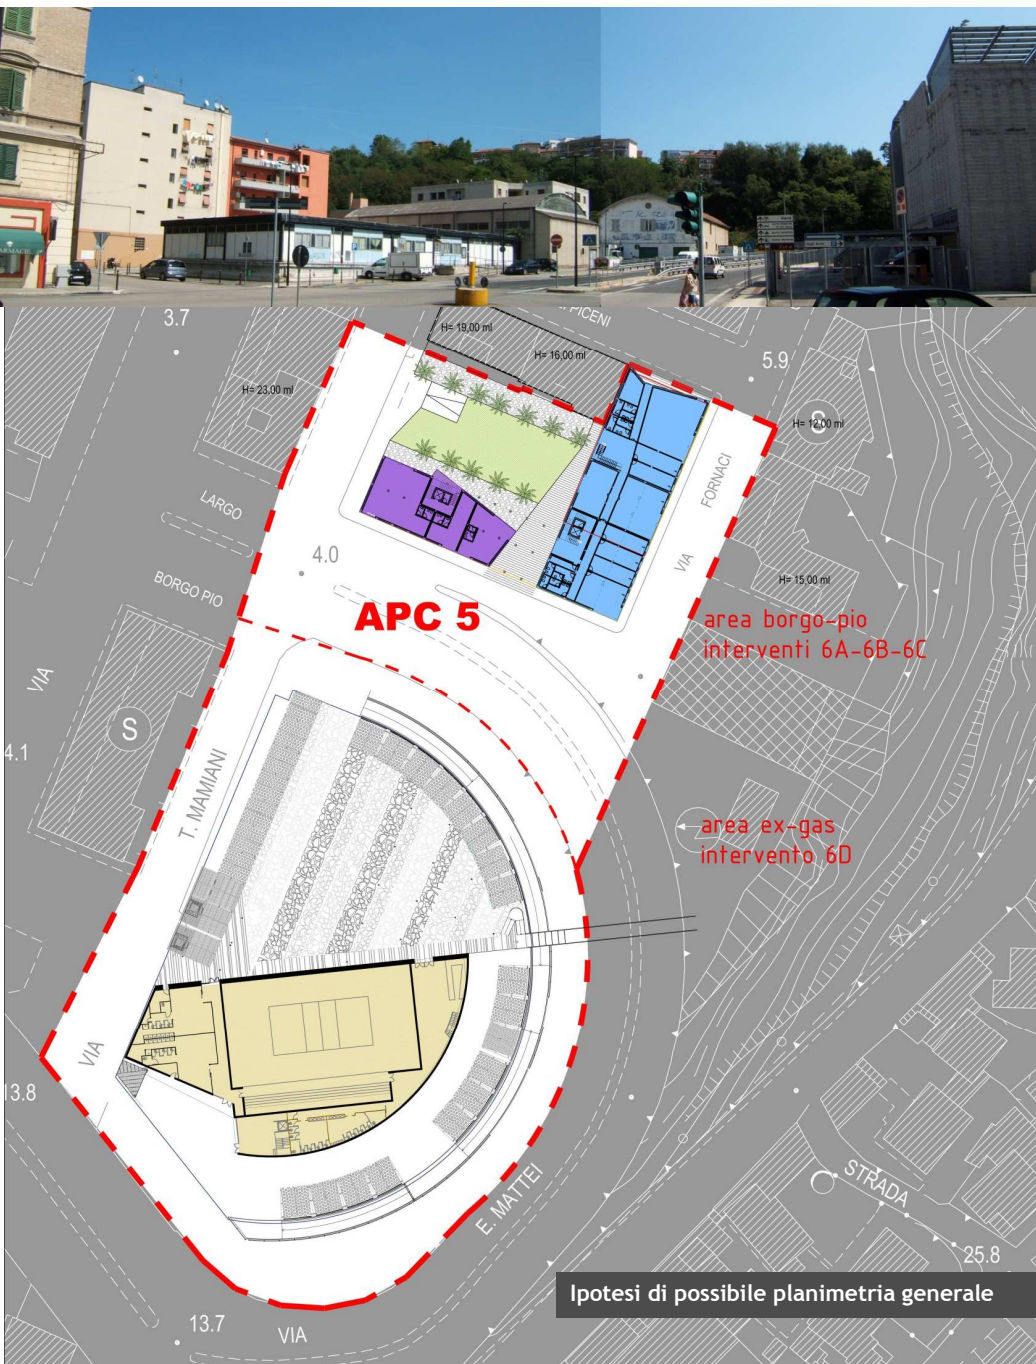 ARMACI
3.7
H= 19,00 ml
PICENI
H= 16,00 ml
5.9
H= 23,00 ml
H= 12,00 ml
S
FORNACI
VIA
LARGO
4.0
BORGO PIO
H= 15,00 ml
APC 5
area borgo-pio
interventi 6A-6B-6C
VIA
S
4.1
T. MAMIANI
area ex-gas
intervento 6D
VIA
13.8
E. MATTEI
STRADA
25.8
Ipotesi di possibile planimetria generale
13.7
VIA